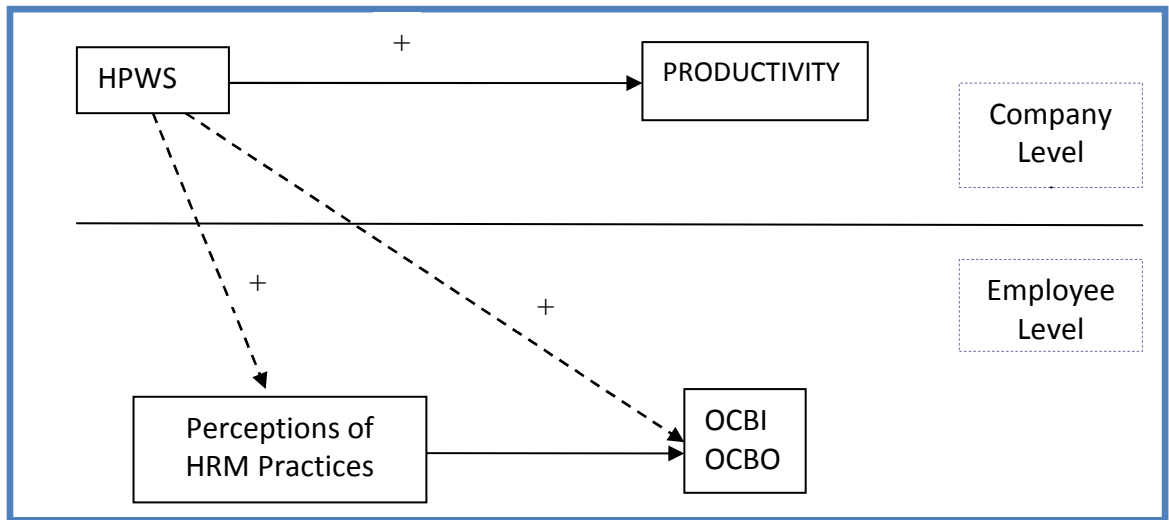 +
HPWS
PRODUCTIVITY
Company
Level
+
+
Employee
Level
Perceptions of
HRM Practices
OCBI
OCBO